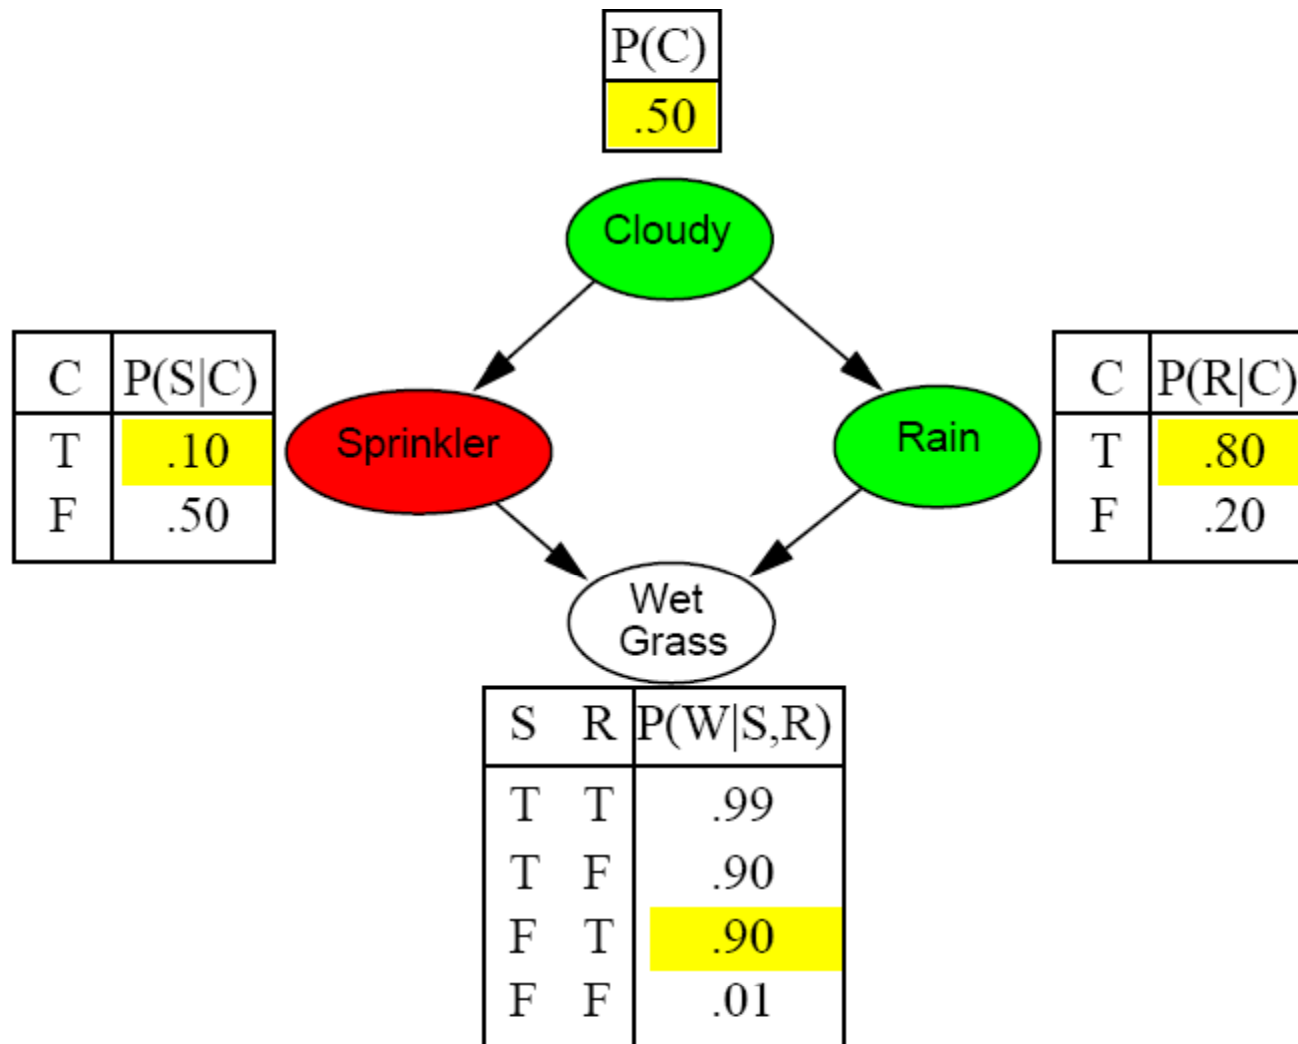 P(C)
.50
Cloudy
C P(S|C)
T .10
F .50
Sprinkler
Rain
C P(R|C)
T .80
F .20
Wet
Grass
S R P(W|S,R)
T T .99
T F .90
F T .90
F F .01